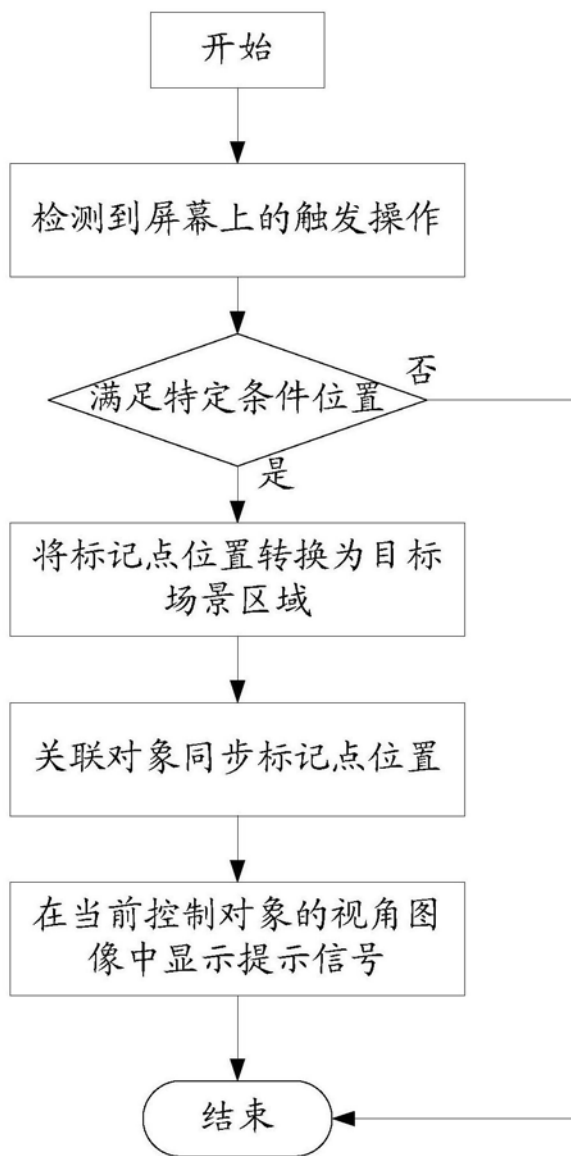 开始
检测到屏幕上的触发操作
满足特定条件位置
否
是
将标记点位置转换为目标
场景区域
关联对象同步标记点位置
在当前控制对象的视角图
像中显示提示信号
结束